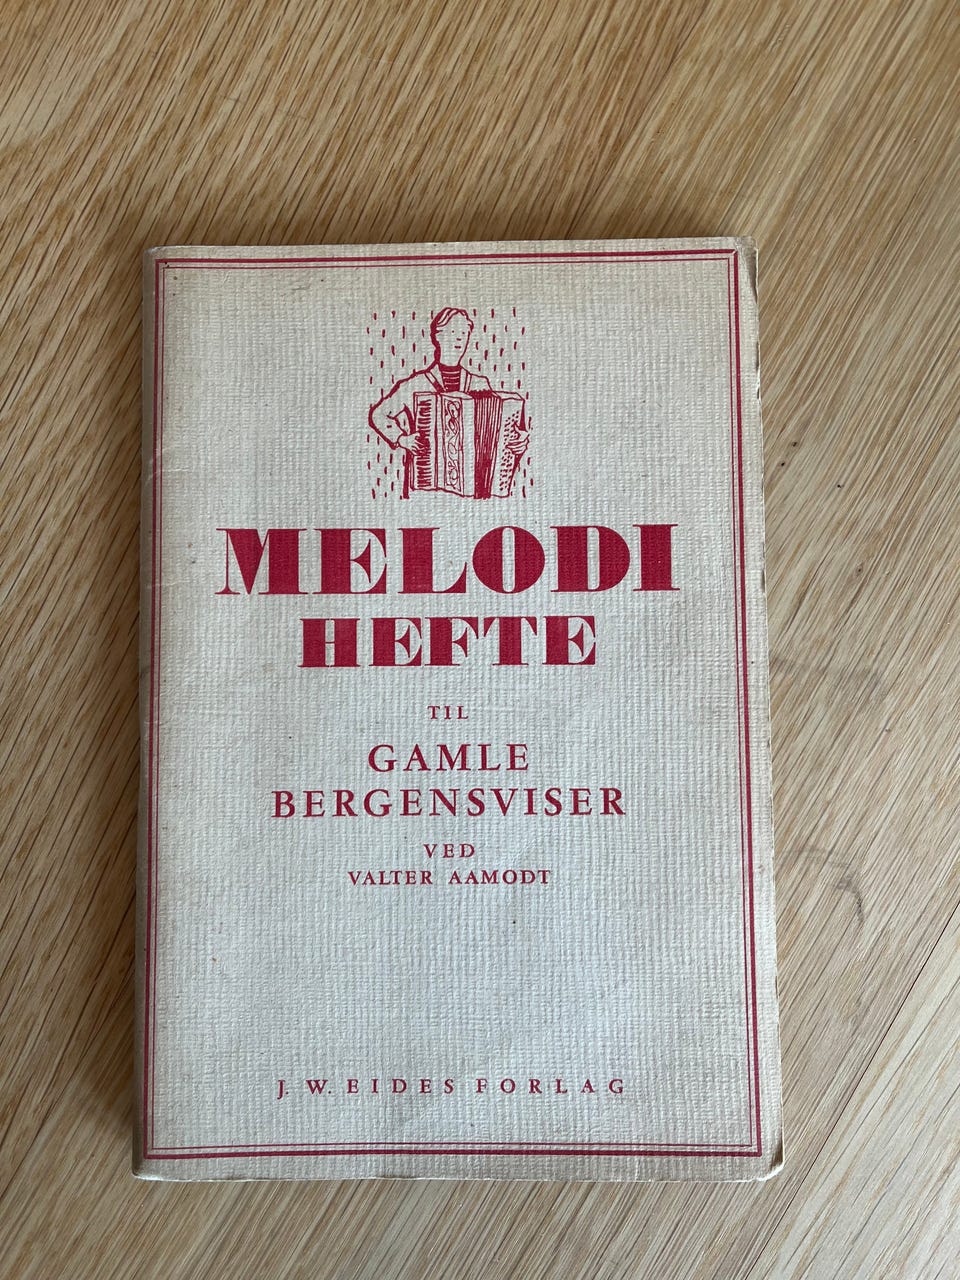 MELODI
HEFTE
TIL
GAMLE
BERGENSVISER
VED
VALTER AAMODT
J. W. EIDES FORLAG